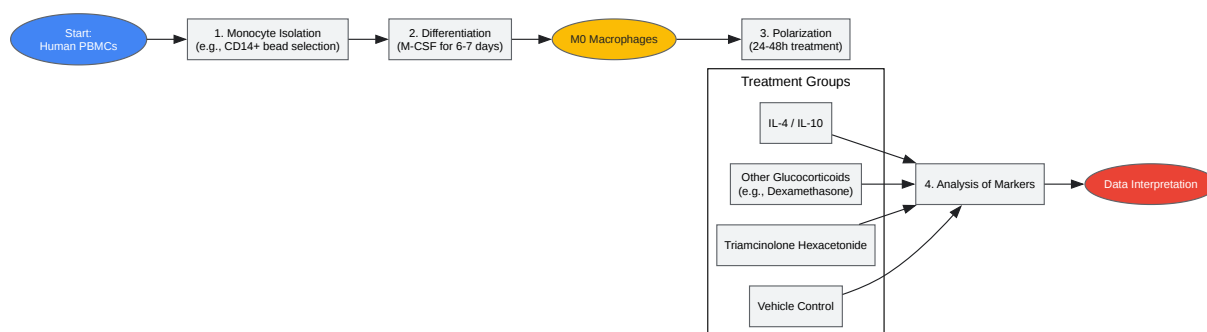 Start:
Human PBMCs
1. Monocyte Isolation
(e.g., CD14+ bead selection)
2. Differentiation
(M-CSF for 6-7 days)
M0 Macrophages
3. Polarization
(24-48h treatment)
Treatment Groups
IL-4 / IL-10
Other Glucocorticoids
(e.g., Dexamethasone)
Triamcinolone Hexacetonide
Vehicle Control
4. Analysis of Markers
Data Interpretation